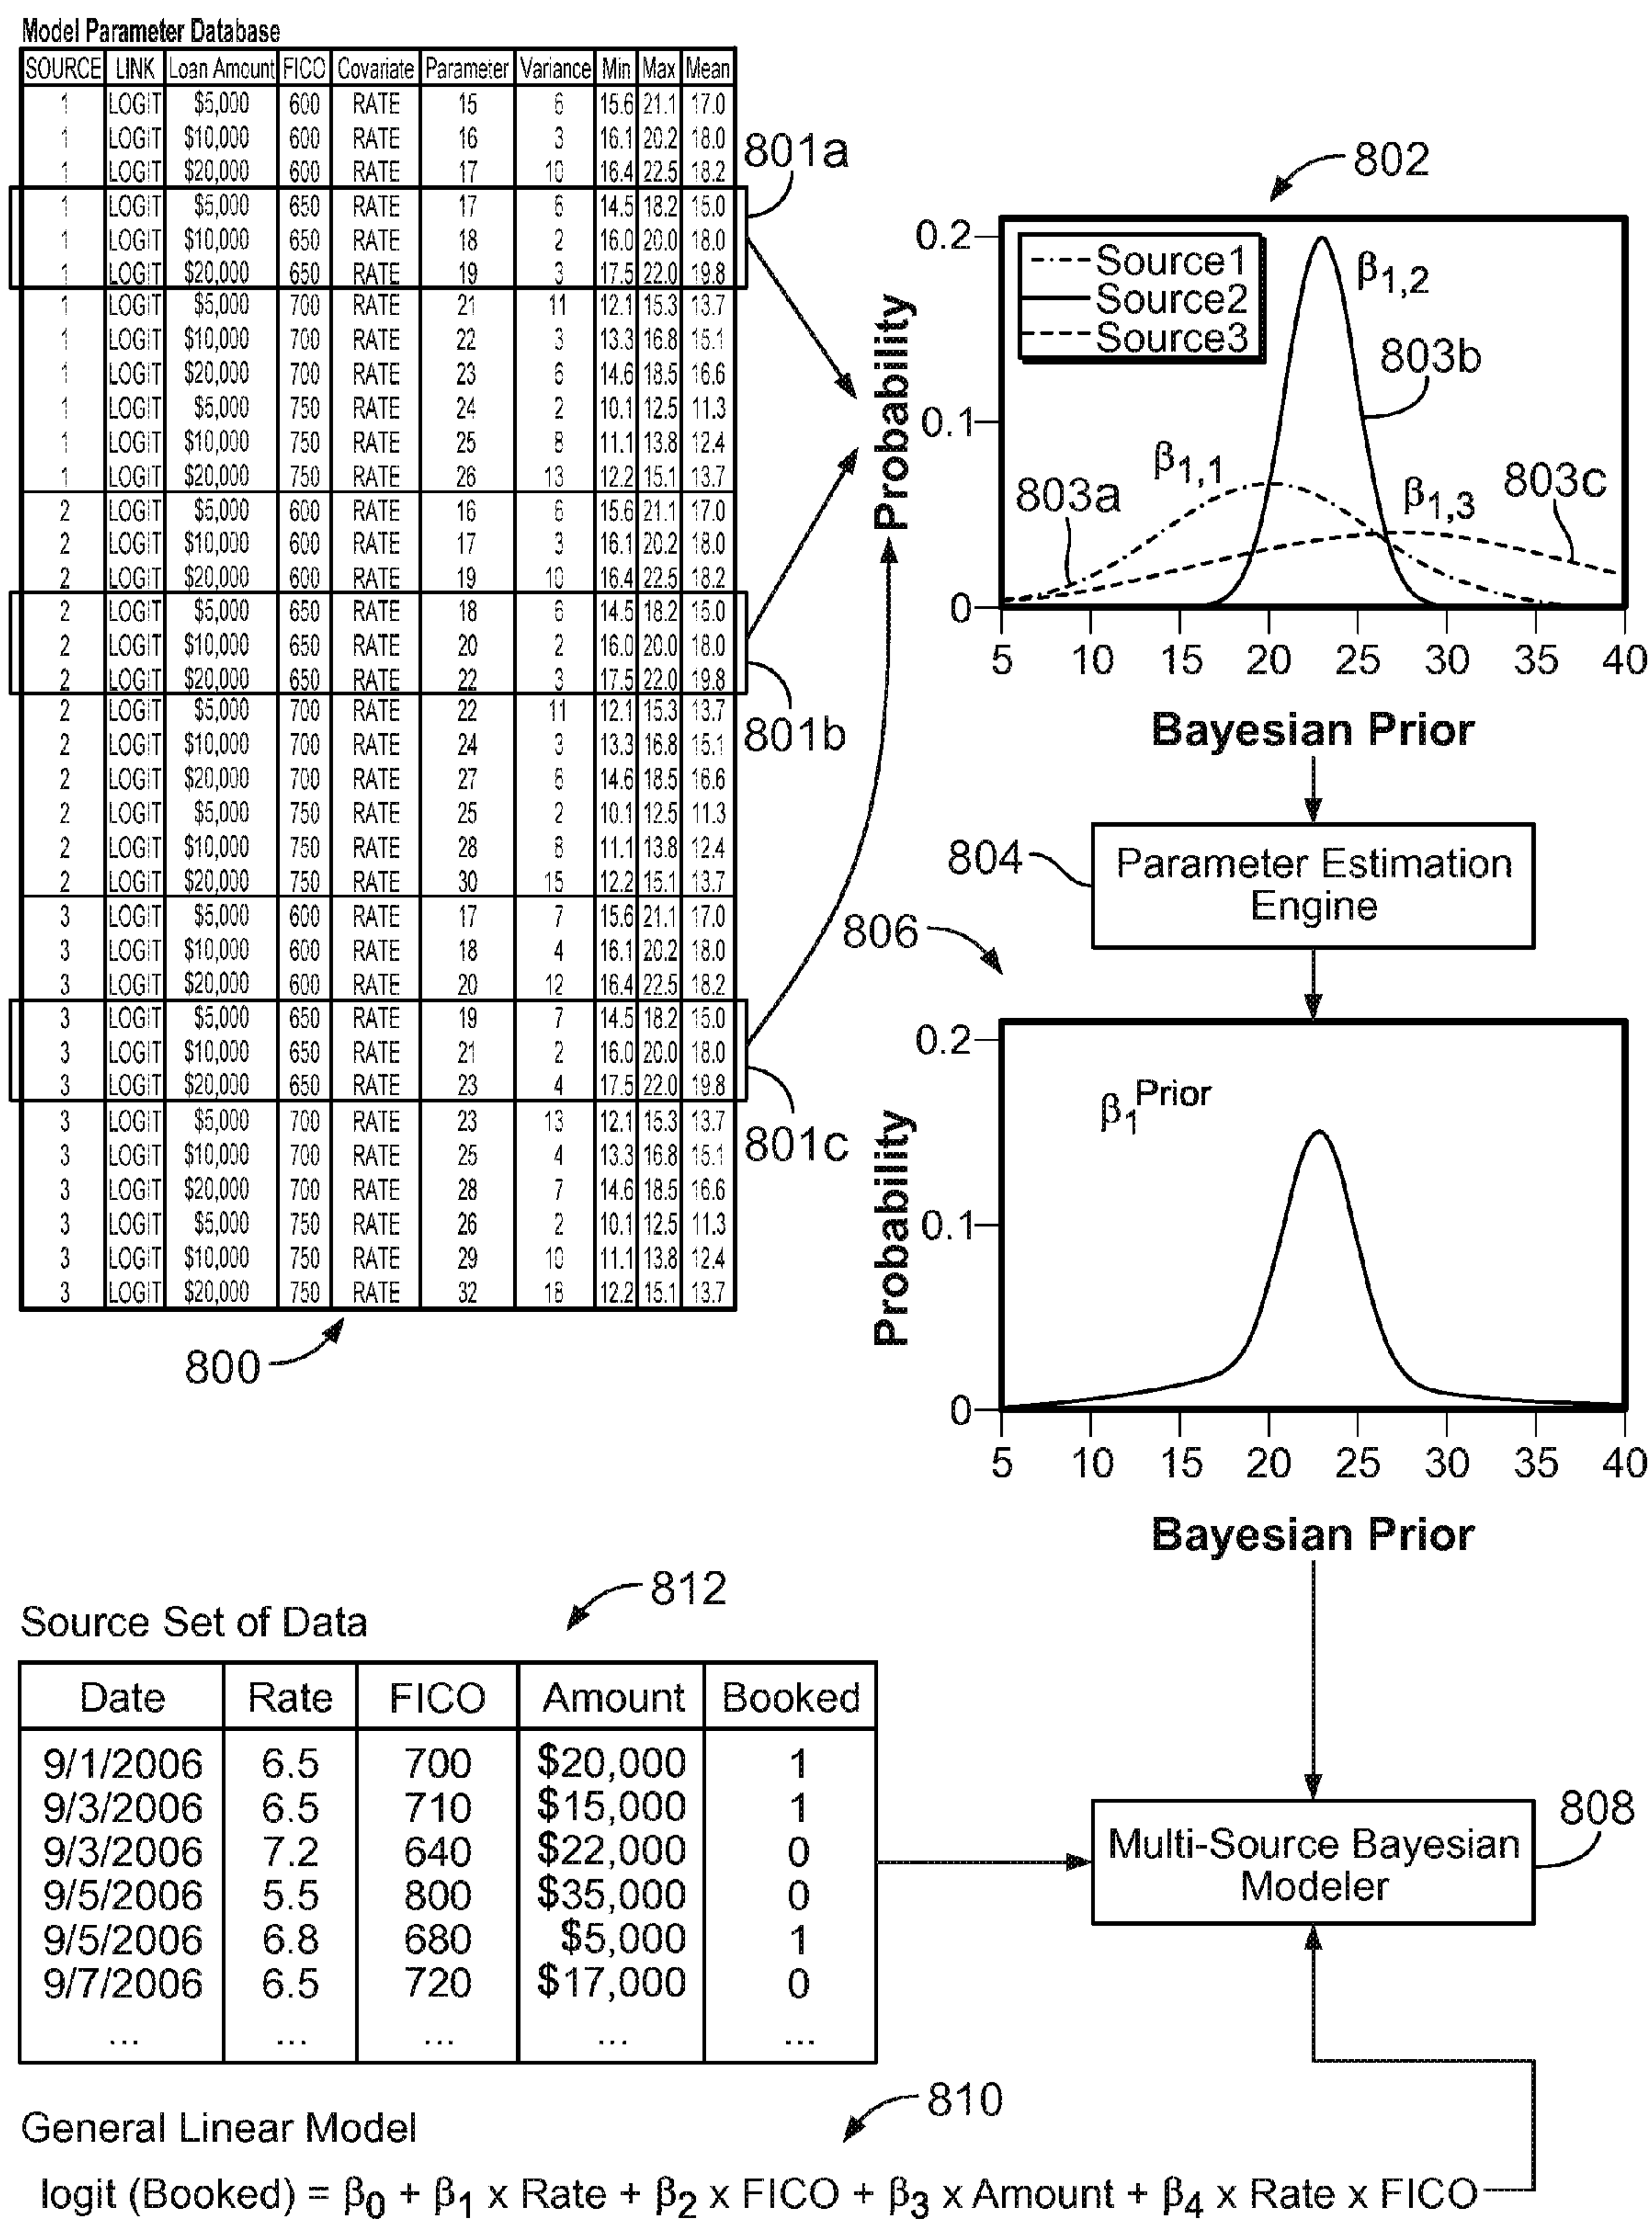 Model Parameter Database
SOURCE LINK Loan Amount FICO Covariate Parameter Variance Min Max Mean
1 LOGIT $5,000 600 RATE 15 6 15.6 21.1 17.0
1 LOGIT $10,000 600 RATE 16 3 16.1 20.2 18.0
1 LOGIT $20,000 600 RATE 17 10 16.4 22.5 18.2
1 LOGIT $5,000 650 RATE 17 6 14.5 18.2 15.0
1 LOGIT $10,000 650 RATE 18 2 16.0 20.0 18.0
1 LOGIT $20,000 650 RATE 19 3 17.5 22.0 19.8
1 LOGIT $5,000 700 RATE 21 11 12.1 15.3 13.7
1 LOGIT $10,000 700 RATE 22 3 13.3 16.8 15.1
1 LOGIT $20,000 700 RATE 23 6 14.6 18.5 16.6
1 LOGIT $5,000 750 RATE 24 2 10.1 12.5 11.3
1 LOGIT $10,000 750 RATE 25 8 11.1 13.8 12.4
1 LOGIT $20,000 750 RATE 26 13 12.2 15.1 13.7
2 LOGIT $5,000 600 RATE 16 6 15.6 21.1 17.0
2 LOGIT $10,000 600 RATE 17 3 16.1 20.2 18.0
2 LOGIT $20,000 600 RATE 19 10 16.4 22.5 18.2
2 LOGIT $5,000 650 RATE 18 6 14.5 18.2 15.0
2 LOGIT $10,000 650 RATE 20 2 16.0 20.0 18.0
2 LOGIT $20,000 650 RATE 22 3 17.5 22.0 19.8
2 LOGIT $5,000 700 RATE 22 11 12.1 15.3 13.7
2 LOGIT $10,000 700 RATE 24 3 13.3 16.8 15.1
2 LOGIT $20,000 700 RATE 27 6 14.6 18.5 16.6
2 LOGIT $5,000 750 RATE 25 2 10.1 12.5 11.3
2 LOGIT $10,000 750 RATE 28 8 11.1 13.8 12.4
2 LOGIT $20,000 750 RATE 30 15 12.2 15.1 13.7
3 LOGIT $5,000 600 RATE 17 7 15.6 21.1 17.0
3 LOGIT $10,000 600 RATE 18 4 16.1 20.2 18.0
3 LOGIT $20,000 600 RATE 20 12 16.4 22.5 18.2
3 LOGIT $5,000 650 RATE 19 7 14.5 18.2 15.0
3 LOGIT $10,000 650 RATE 21 2 16.0 20.0 18.0
3 LOGIT $20,000 650 RATE 23 4 17.5 22.0 19.8
3 LOGIT $5,000 700 RATE 23 13 12.1 15.3 13.7
3 LOGIT $10,000 700 RATE 25 4 13.3 16.8 15.1
3 LOGIT $20,000 700 RATE 28 7 14.6 18.5 16.6
3 LOGIT $5,000 750 RATE 26 2 10.1 12.5 11.3
3 LOGIT $10,000 750 RATE 29 10 11.1 13.8 12.4
3 LOGIT $20,000 750 RATE 32 18 12.2 15.1 13.7
800
801a
801b
801c
802
Probability
0.2
0.1
0
Source1
Source2
Source3
β1,2
803b
β1,1
803a
β1,3
803c
5 10 15 20 25 30 35 40
Bayesian Prior
804
Parameter Estimation
Engine
806
Probability
0.2
0.1
0
β1Prior
5 10 15 20 25 30 35 40
Bayesian Prior
812
Source Set of Data
Date Rate FICO Amount Booked
9/1/2006 6.5 700 $20,000 1
9/3/2006 6.5 710 $15,000 1
9/3/2006 7.2 640 $22,000 0
9/5/2006 5.5 800 $35,000 0
9/5/2006 6.8 680 $5,000 1
9/7/2006 6.5 720 $17,000 0
... ... ... ... ...
808
Multi-Source Bayesian
Modeler
810
General Linear Model
logit (Booked) = β0 + β1 x Rate + β2 x FICO + β3 x Amount + β4 x Rate x FICO